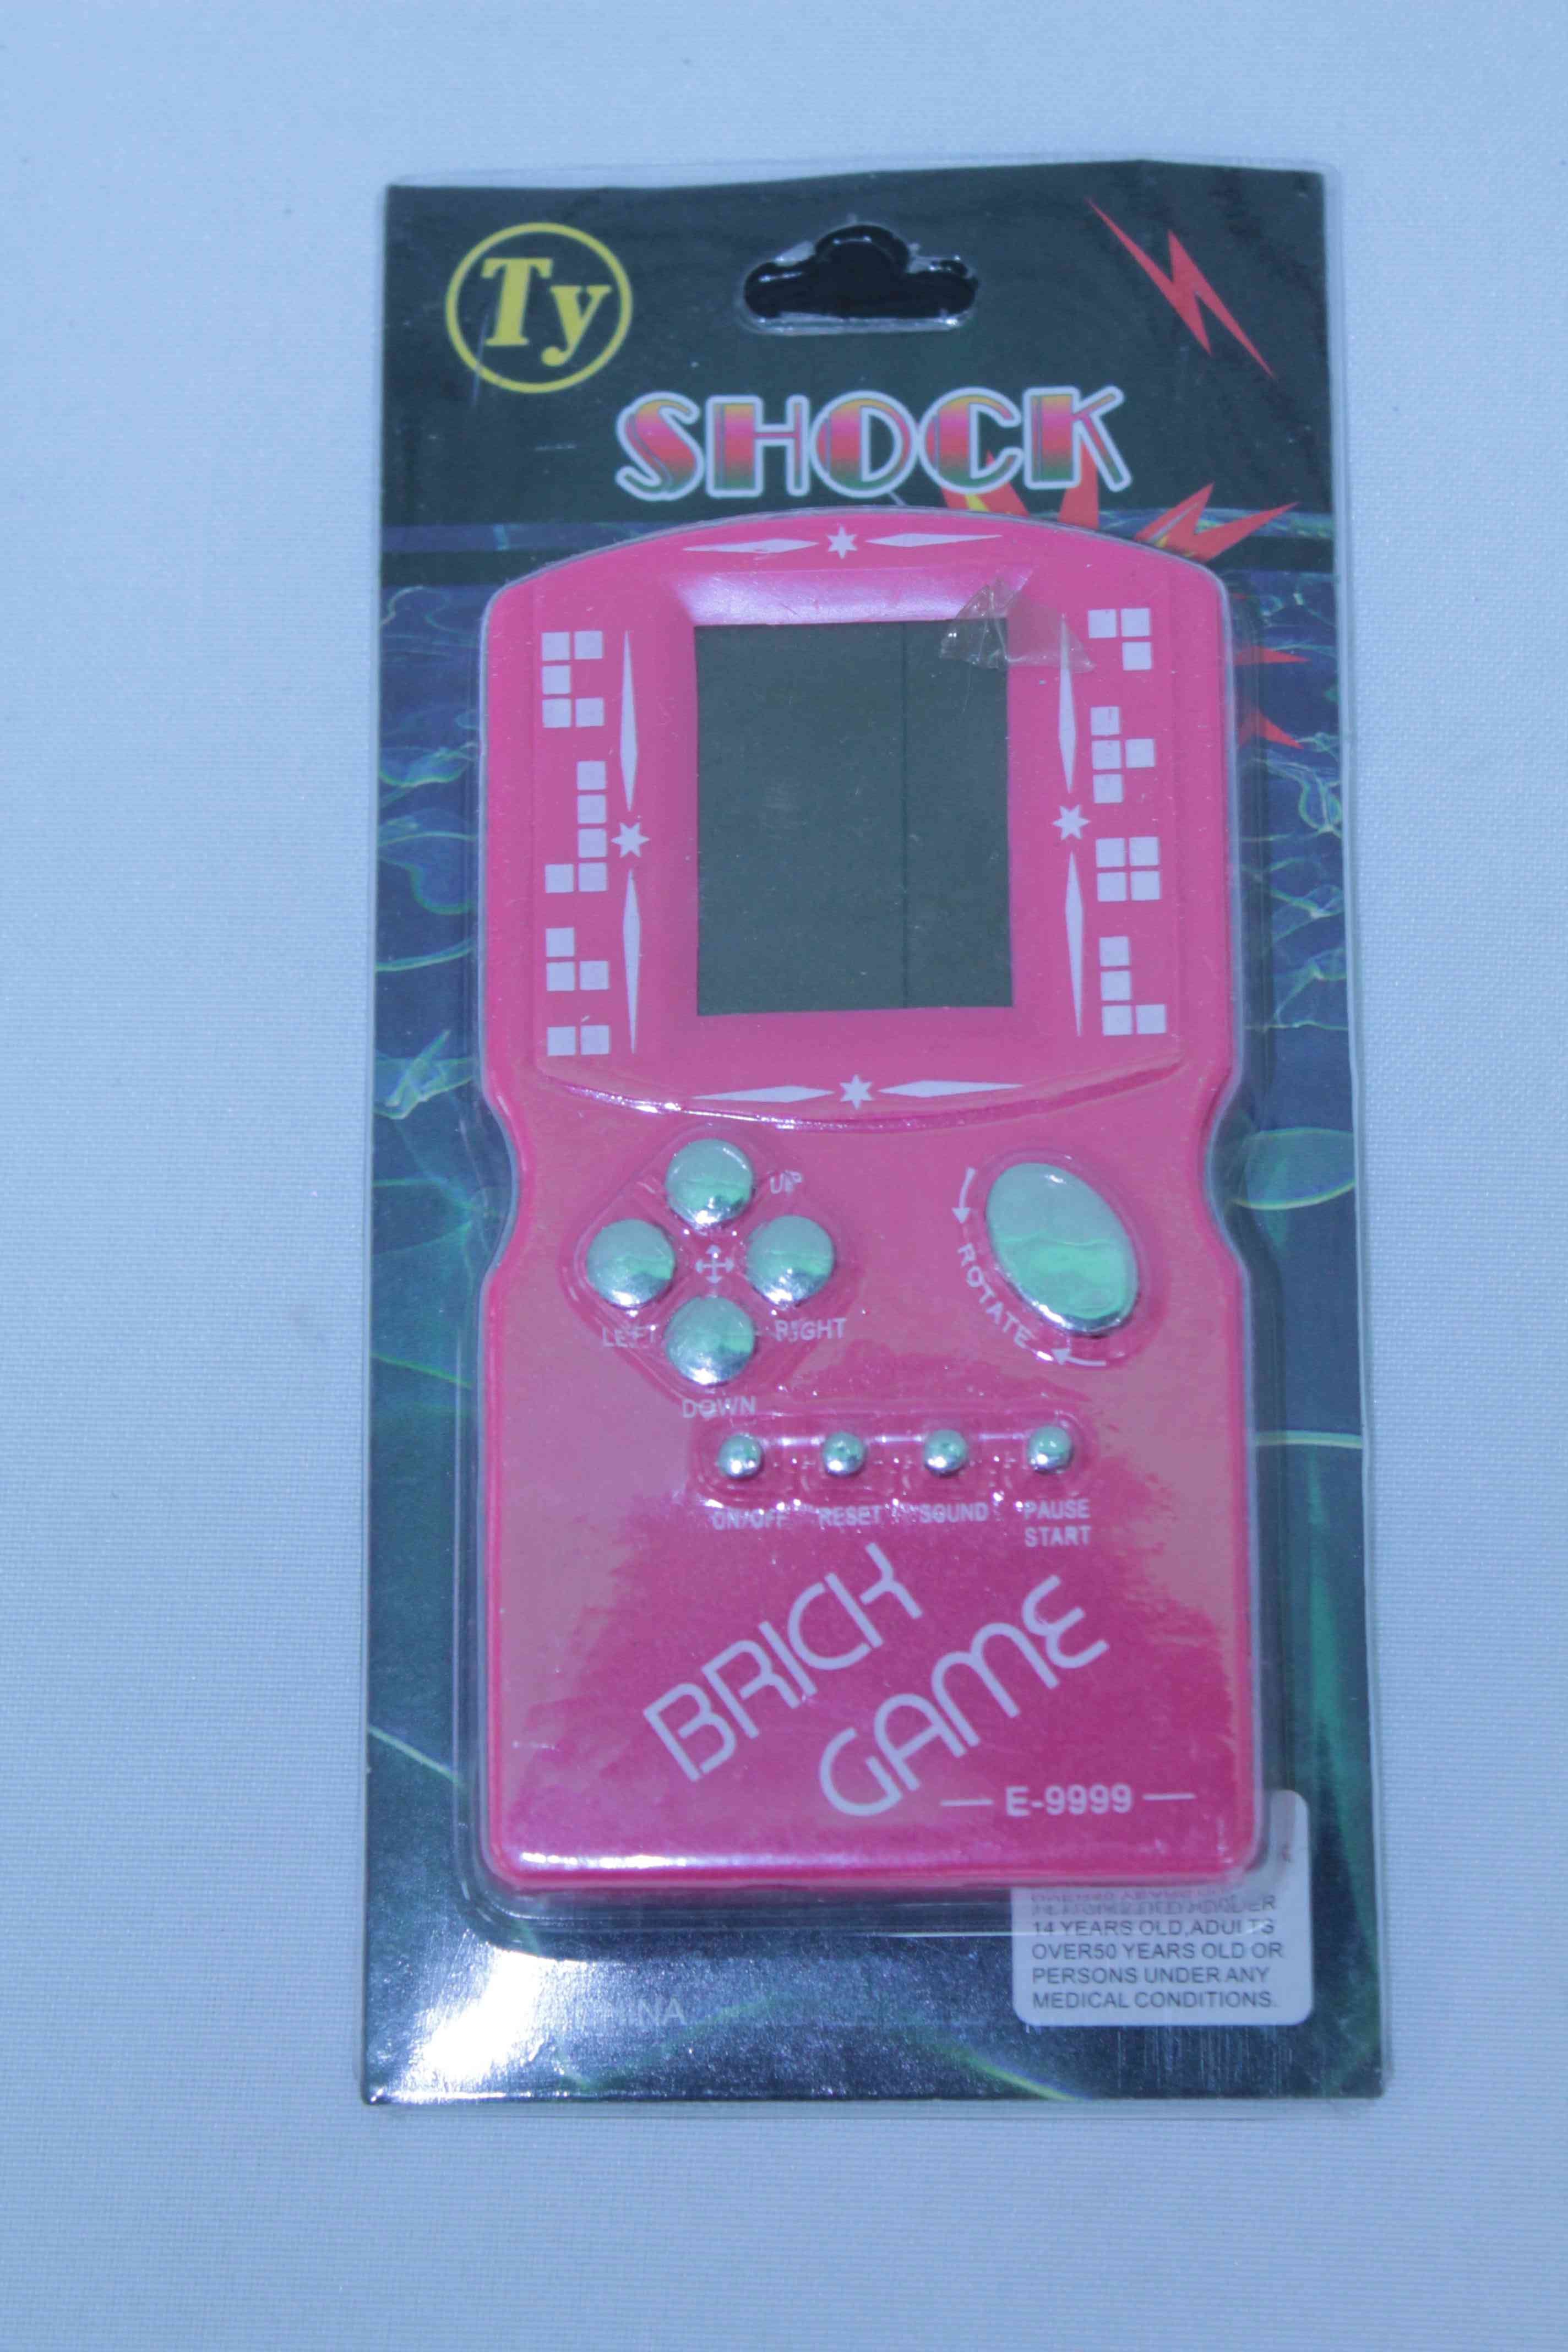 Ty
SHOCK
UP
LEFT
RIGHT
DOWN
ROTATE
ON/OFF RESET SOUND PAUSE
START
BRICK
GAME
E-9999
14 YEARS OLD,ADULTS
OVER50 YEARS OLD OR
PERSONS UNDER ANY
MEDICAL CONDITIONS.